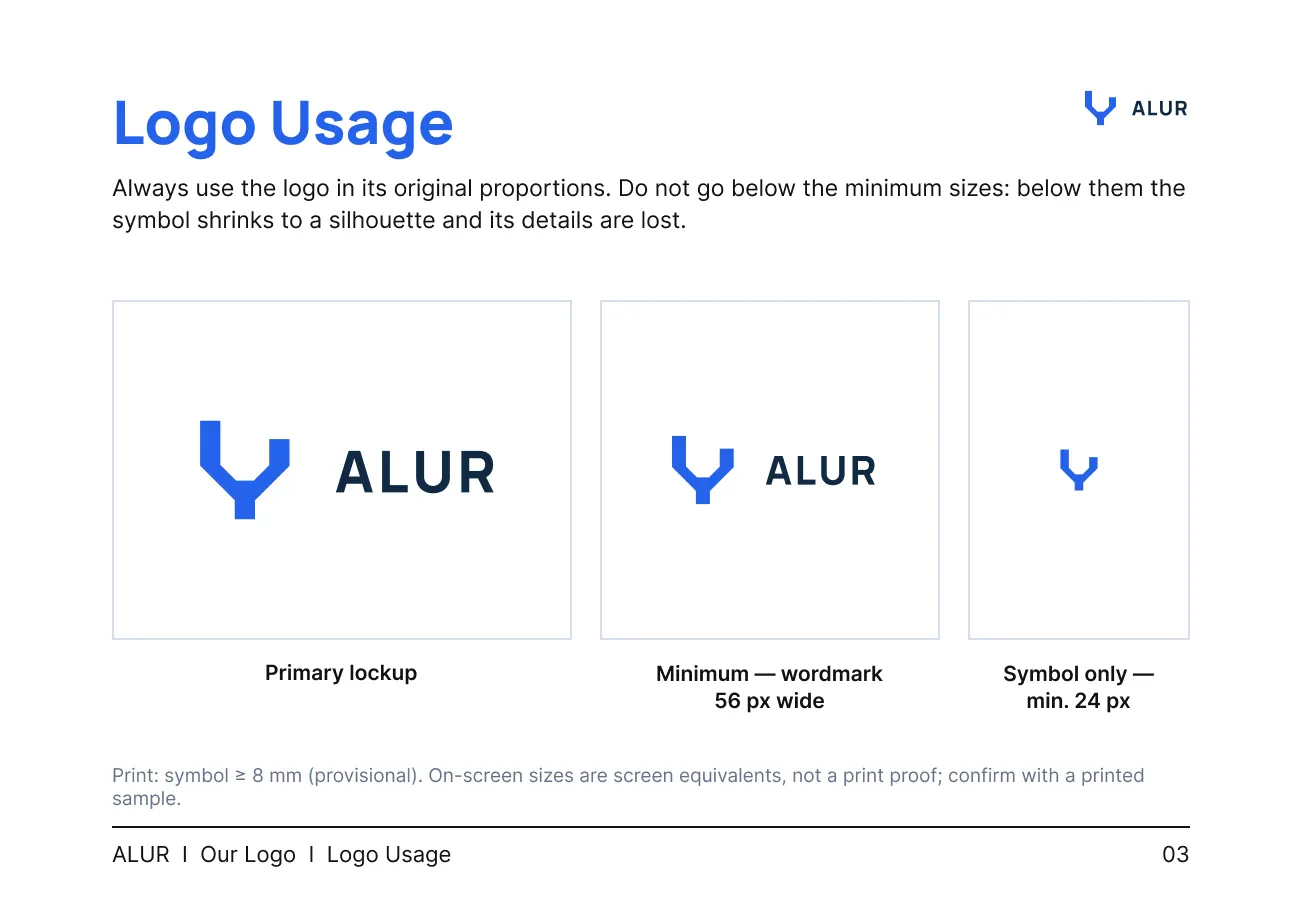 Logo Usage
ALUR
Always use the logo in its original proportions. Do not go below the minimum sizes: below them the
symbol shrinks to a silhouette and its details are lost.
ALUR
ALUR
Primary lockup
Minimum — wordmark
56 px wide
Symbol only —
min. 24 px
Print: symbol ≥ 8 mm (provisional). On-screen sizes are screen equivalents, not a print proof; confirm with a printed
sample.
ALUR I Our Logo I Logo Usage
03